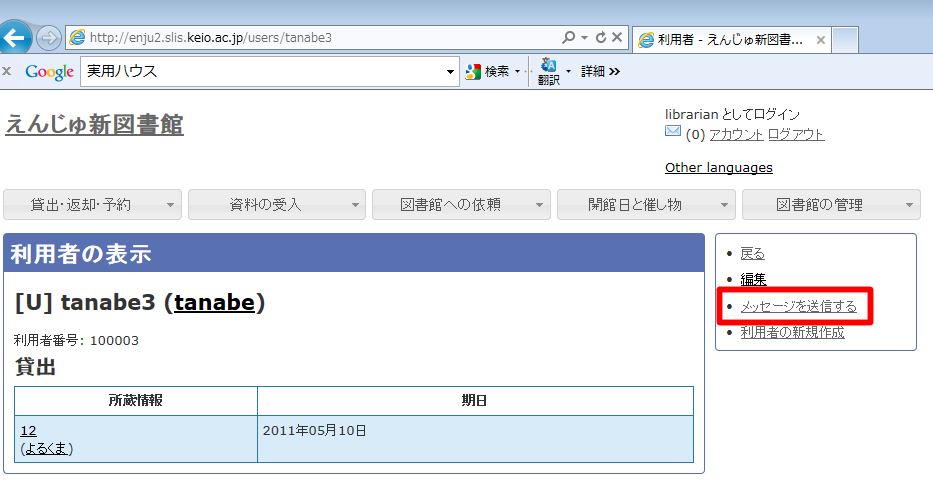 http://enju2.slis.keio.ac.jp/users/tanabe3
利用者 - えんじゅ新図書...
x Google 実用ハウス 検索 翻訳 詳細 »
えんじゅ新図書館
librarian としてログイン
(0) アカウント ログアウト
Other languages
貸出・返却・予約 資料の受入 図書館への依頼 開館日と催し物 図書館の管理
利用者の表示
[U] tanabe3 (tanabe)
利用者番号: 100003
貸出
所蔵情報 期日
12 2011年05月10日
(よるくま)
戻る
編集
メッセージを送信する
利用者の新規作成